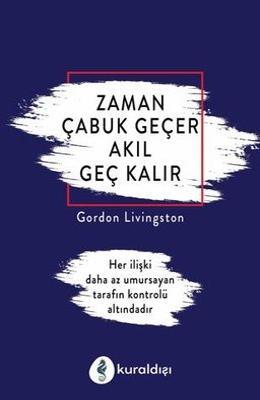 ZAMAN
ÇABUK GEÇER
AKIL
GEÇ KALIR
Gordon Livingston
Her ilişki
daha az umursayan
tarafın kontrolü
altındadır
kuraldışı